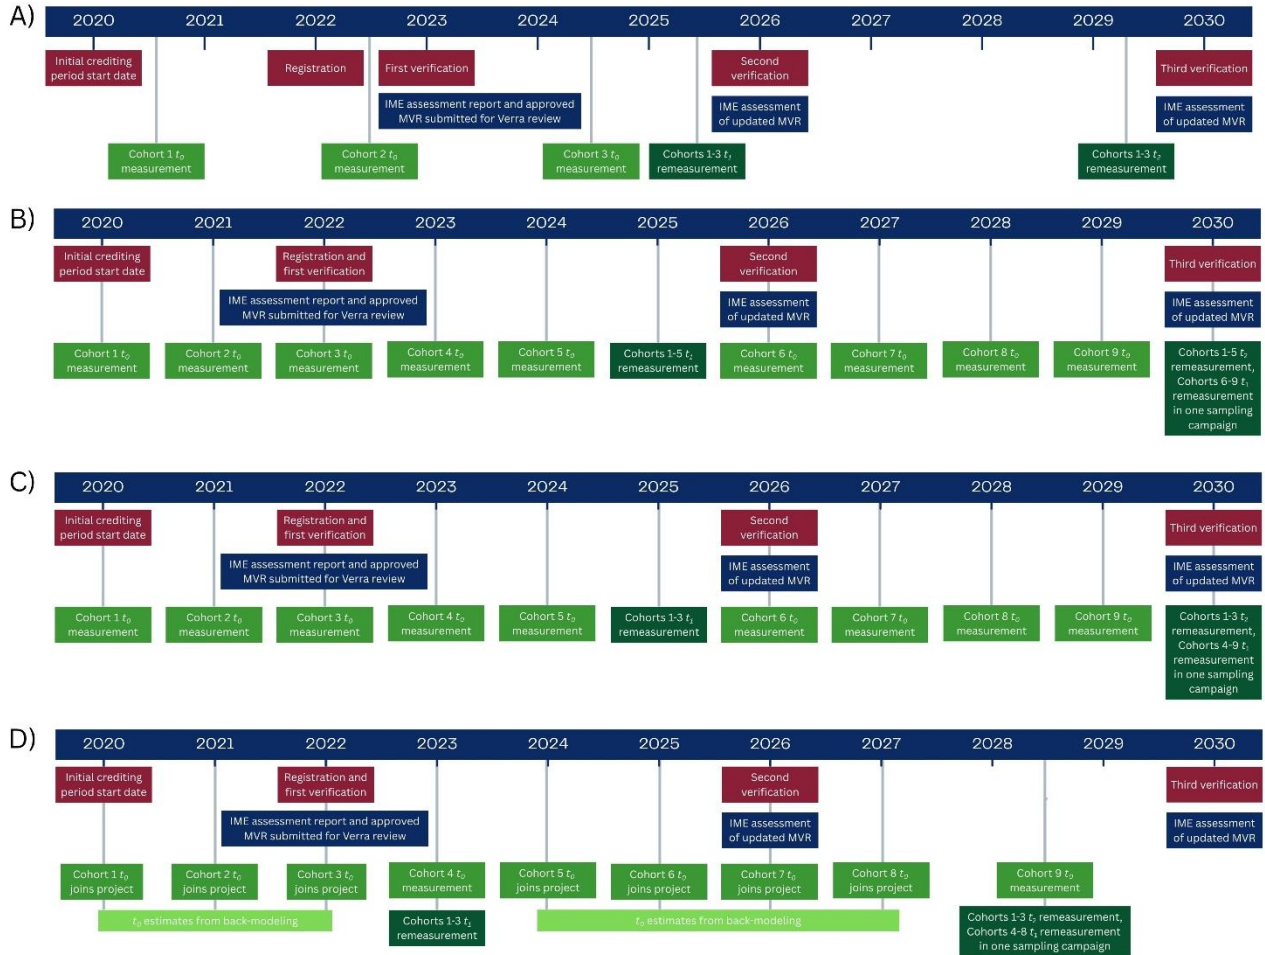 A)
2020 2021 2022 2023 2024 2025 2026 2027 2028 2029 2030
Initial crediting
period start date
Registration
First verification
Second
verification
Third verification
IME assessment report and approved
MVR submitted for Verra review
IME assessment
of updated MVR
IME assessment
of updated MVR
Cohort 1 t₀
measurement
Cohort 2 t₀
measurement
Cohort 3 t₀
measurement
Cohorts 1-3 t₁
remeasurement
Cohorts 1-3 t₂
remeasurement
B)
2020 2021 2022 2023 2024 2025 2026 2027 2028 2029 2030
Initial crediting
period start date
Registration and
first verification
Second
verification
Third verification
IME assessment report and approved
MVR submitted for Verra review
IME assessment
of updated MVR
IME assessment
of updated MVR
Cohort 1 t₀
measurement
Cohort 2 t₀
measurement
Cohort 3 t₀
measurement
Cohort 4 t₀
measurement
Cohort 5 t₀
measurement
Cohorts 1-5 t₁
remeasurement
Cohort 6 t₀
measurement
Cohort 7 t₀
measurement
Cohort 8 t₀
measurement
Cohort 9 t₀
measurement
Cohorts 1-5 t₂
remeasurement,
Cohorts 6-9 t₁
remeasurement
in one sampling
campaign
C)
2020 2021 2022 2023 2024 2025 2026 2027 2028 2029 2030
Initial crediting
period start date
Registration and
first verification
Second
verification
Third verification
IME assessment report and approved
MVR submitted for Verra review
IME assessment
of updated MVR
IME assessment
of updated MVR
Cohort 1 t₀
measurement
Cohort 2 t₀
measurement
Cohort 3 t₀
measurement
Cohort 4 t₀
measurement
Cohort 5 t₀
measurement
Cohorts 1-3 t₁
remeasurement
Cohort 6 t₀
measurement
Cohort 7 t₀
measurement
Cohort 8 t₀
measurement
Cohort 9 t₀
measurement
Cohorts 1-3 t₂
remeasurement,
Cohorts 4-9 t₁
remeasurement
in one sampling
campaign
D)
2020 2021 2022 2023 2024 2025 2026 2027 2028 2029 2030
Initial crediting
period start date
Registration and
first verification
Second
verification
Third verification
IME assessment report and approved
MVR submitted for Verra review
IME assessment
of updated MVR
IME assessment
of updated MVR
Cohort 1 t₀
joins project
Cohort 2 t₀
joins project
Cohort 3 t₀
joins project
Cohort 4 t₀
measurement
Cohort 5 t₀
joins project
Cohort 6 t₀
joins project
Cohort 7 t₀
joins project
Cohort 8 t₀
joins project
Cohort 9 t₀
measurement
t₀ estimates from back-modeling
Cohorts 1-3 t₁
remeasurement
t₀ estimates from back-modeling
Cohorts 1-3 t₂ remeasurement,
Cohorts 4-8 t₁ remeasurement
in one sampling campaign